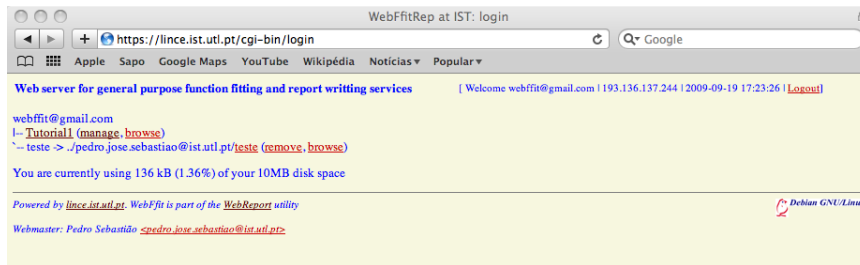 WebFfitRep at IST: login
https://lince.ist.utl.pt/cgi-bin/login
Google
Apple Sapo Google Maps YouTube Wikipédia Notícias Popular
Web server for general purpose function fitting and report writting services [ Welcome webffit@gmail.com | 193.136.137.244 | 2009-09-19 17:23:26 | Logout]
webffit@gmail.com
|-- Tutorial1 (manage, browse)
`-- teste -> ../pedro.jose.sebastiao@ist.utl.pt/teste (remove, browse)
You are currently using 136 kB (1.36%) of your 10MB disk space
Powered by lince.ist.utl.pt. WebFfit is part of the WebReport utility Debian GNU/Linu
Webmaster: Pedro Sebastião <pedro.jose.sebastiao@ist.utl.pt>